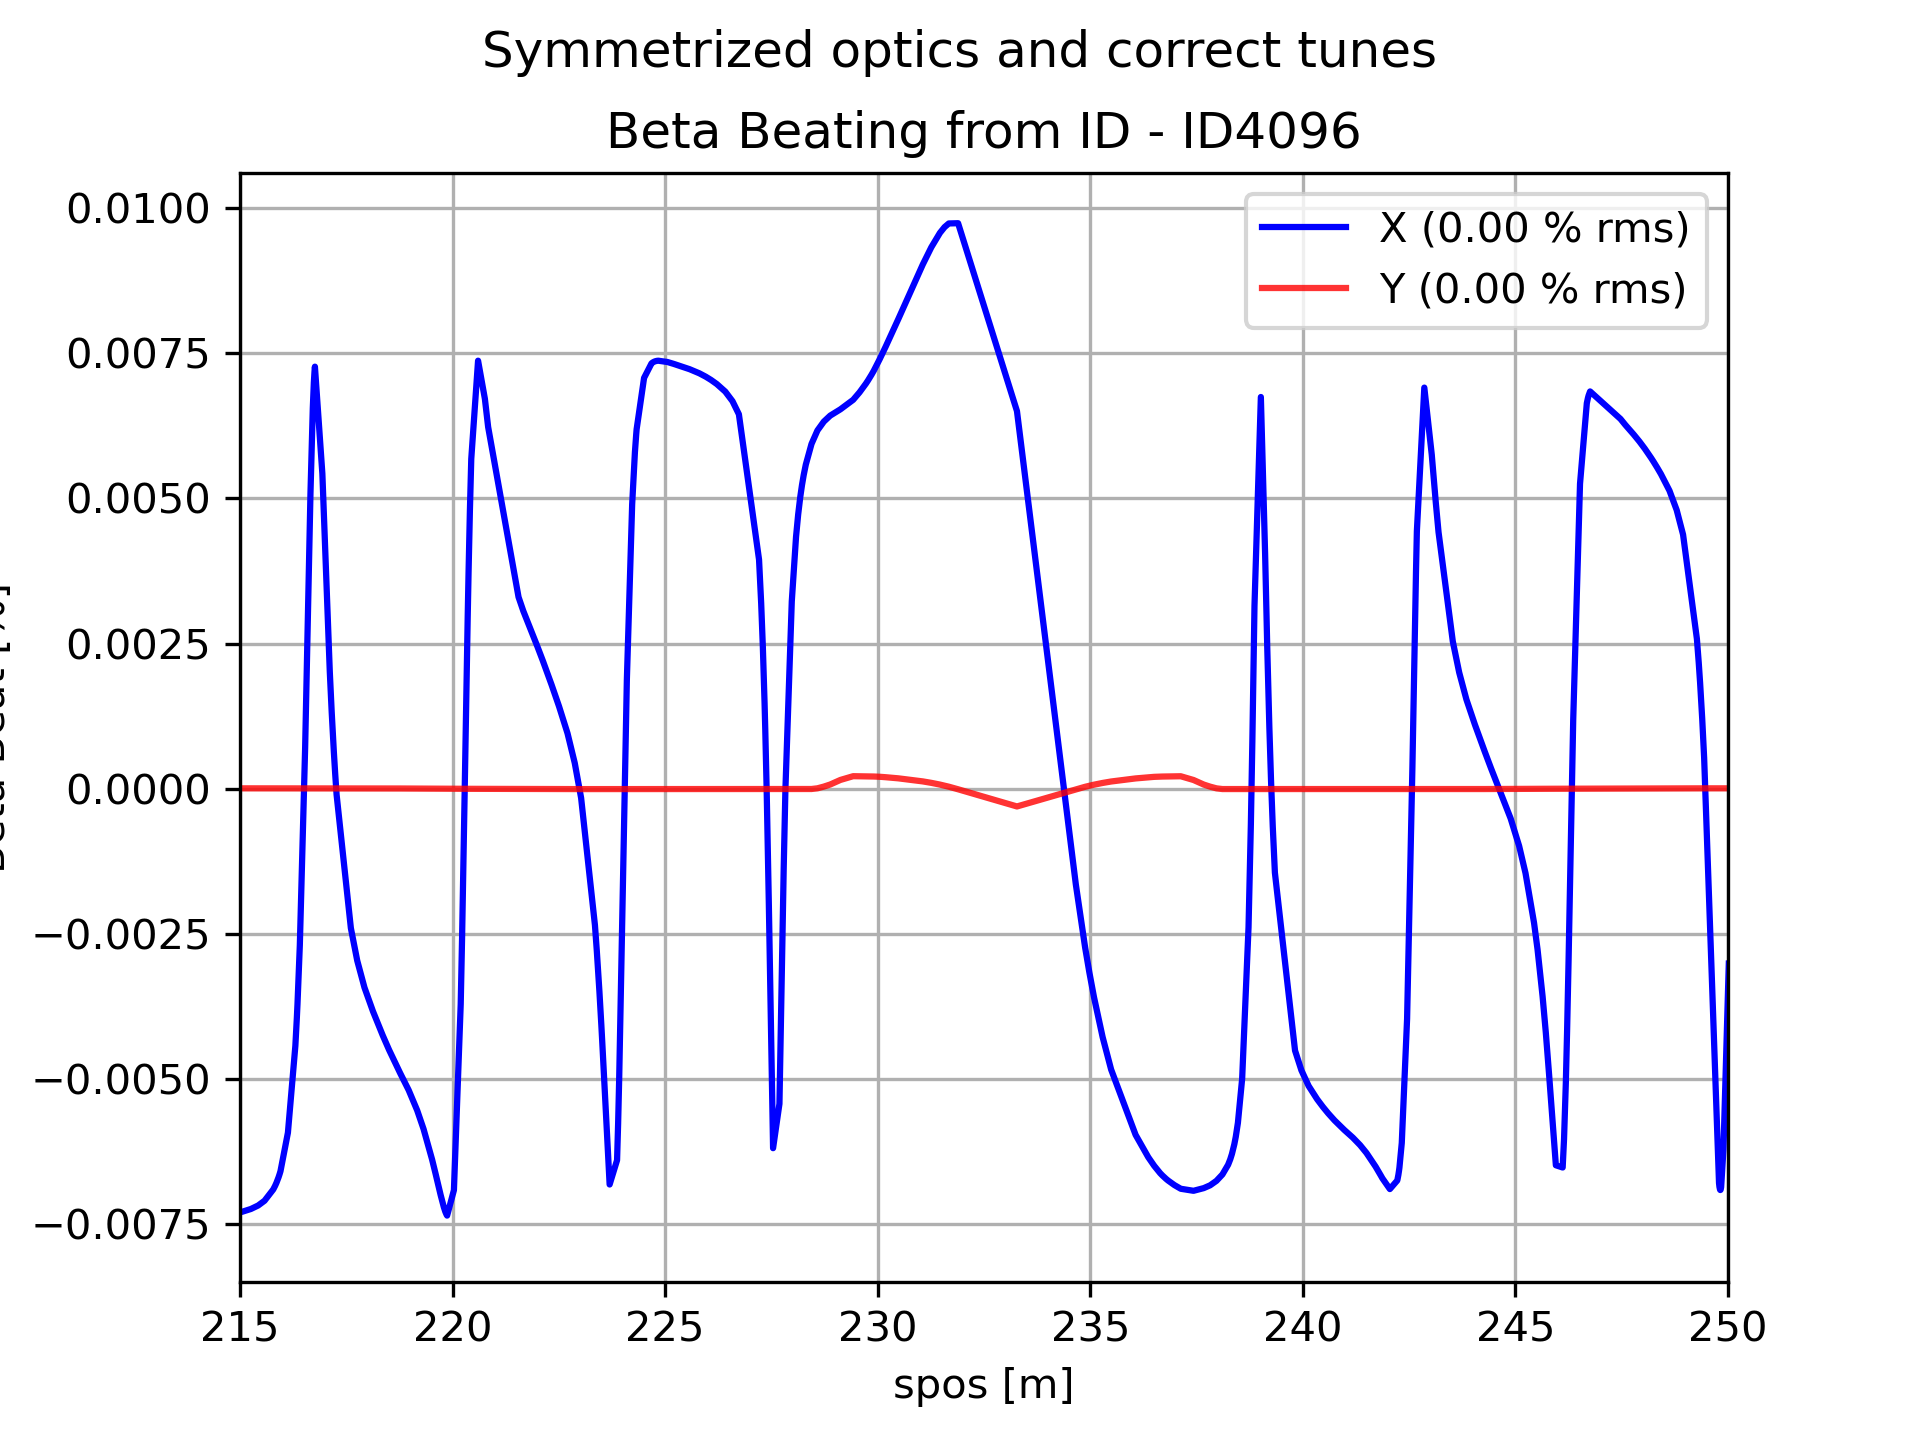 Symmetrized optics and correct tunes
Beta Beating from ID - ID4096
X (0.00 % rms)
Y (0.00 % rms)
0.0100
0.0075
0.0050
0.0025
0.0000
−0.0025
−0.0050
−0.0075
215 220 225 230 235 240 245 250
spos [m]